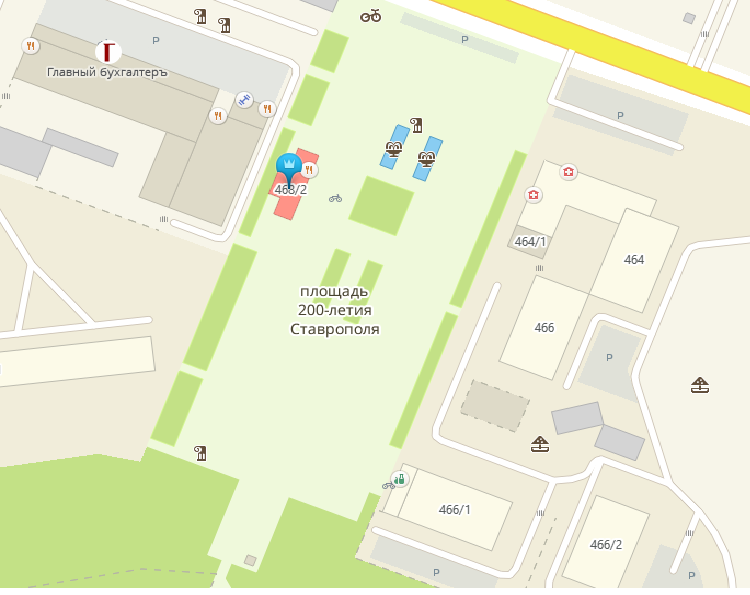 P
P
P
Главный бухгалтеръ
463/2
464/1
464
площадь
200-летия
Ставрополя
466
P
466/1
466/2
P
P